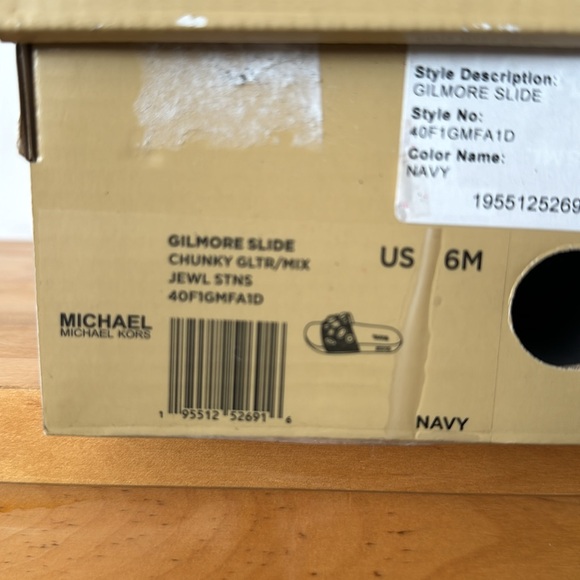 Style Description:
GILMORE SLIDE
Style No:
40F1GMFA1D
Color Name:
NAVY
1955125269
GILMORE SLIDE
CHUNKY GLTR/MIX
JEWL STNS
40F1GMFA1D
US 6M
MICHAEL
MICHAEL KORS
1 95512 52691 6
NAVY